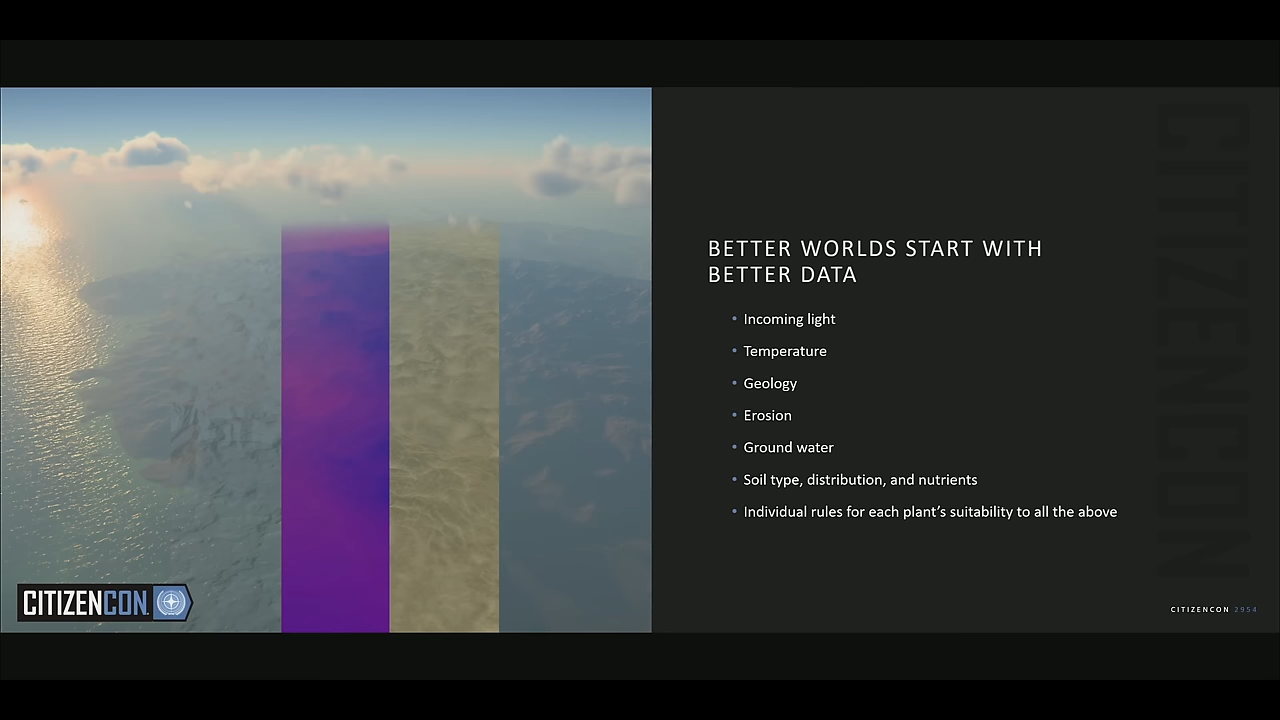 BETTER WORLDS START WITH
BETTER DATA
• Incoming light
• Temperature
• Geology
• Erosion
• Ground water
• Soil type, distribution, and nutrients
• Individual rules for each plant’s suitability to all the above
CITIZENCON
CITIZENCON.
CITIZENCON 2954